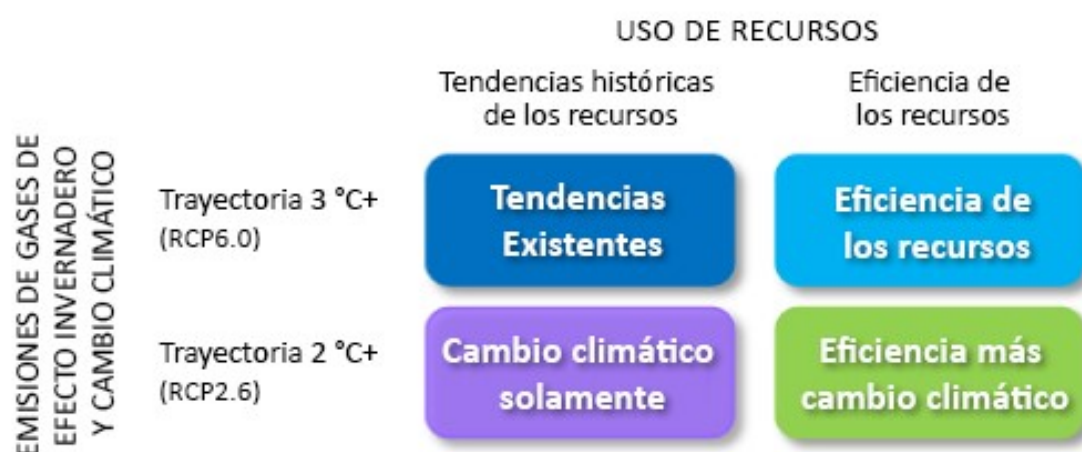 USO DE RECURSOS
Tendencias históricas
de los recursos
Eficiencia de
los recursos
EMISIONES DE GASES DE
EFECTO INVERNADERO
Y CAMBIO CLIMÁTICO
Trayectoria 3 °C+
(RCP6.0)
Tendencias
Existentes
Eficiencia de
los recursos
Trayectoria 2 °C+
(RCP2.6)
Cambio climático
solamente
Eficiencia más
cambio climático